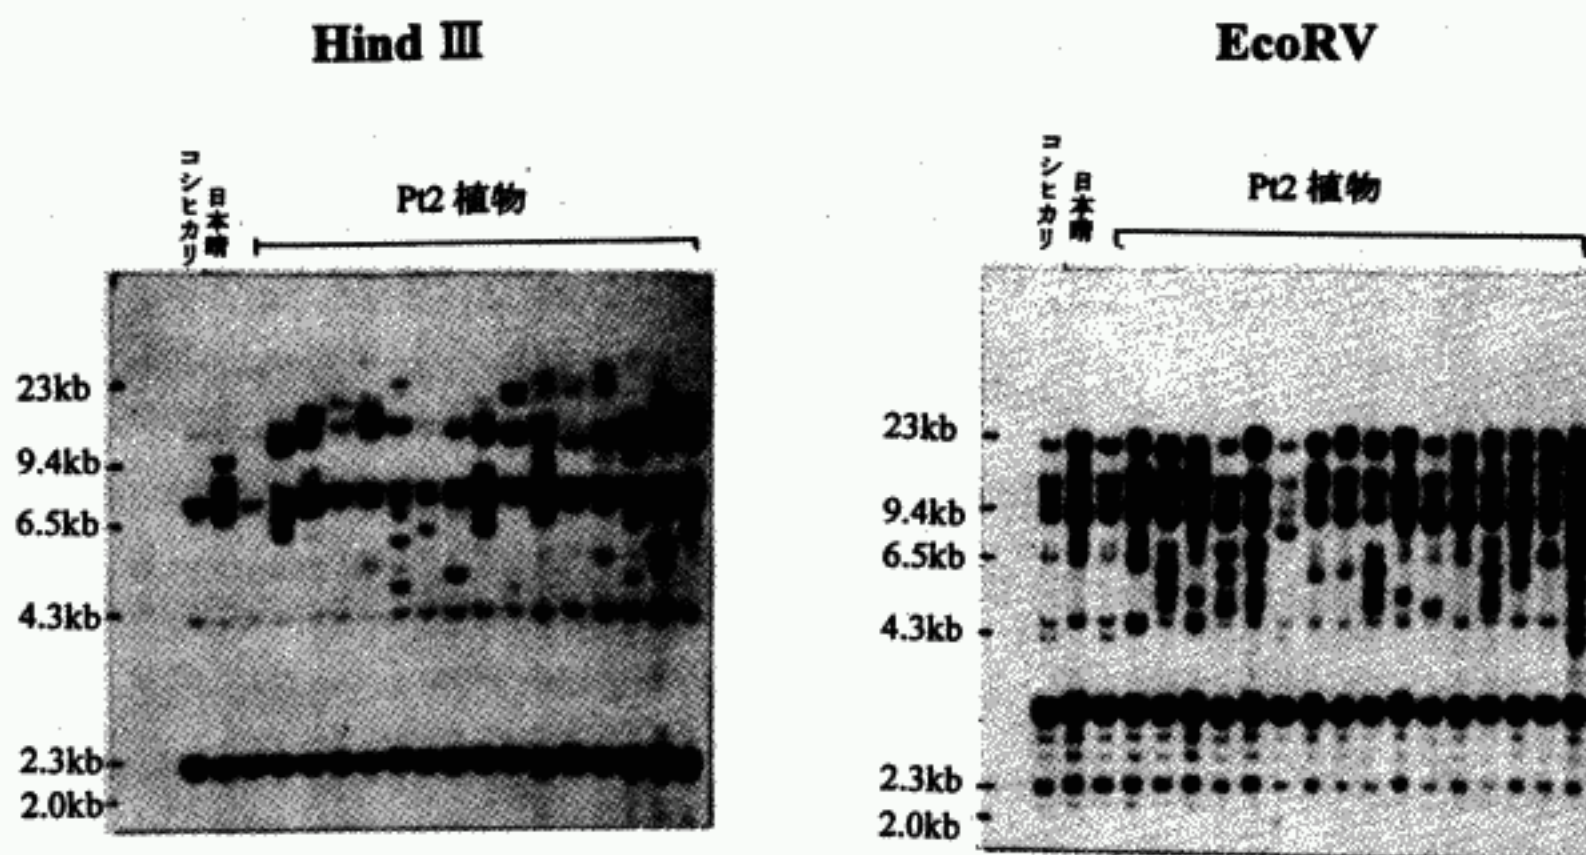 Hind III
コシヒカリ
日本晴
Pt2 植物
23kb
9.4kb
6.5kb
4.3kb
2.3kb
2.0kb
EcoRV
コシヒカリ
日本晴
Pt2 植物
23kb
9.4kb
6.5kb
4.3kb
2.3kb
2.0kb